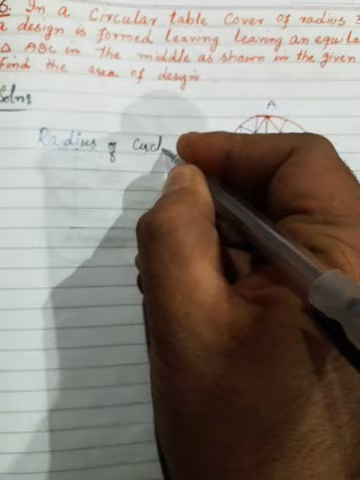 6: In a Circular table Cover of radius
a design is formed leaving leaving an equila
Δ ABC in the middle as shown in the given
Find the area of design
Solns
A
Radius of Circl